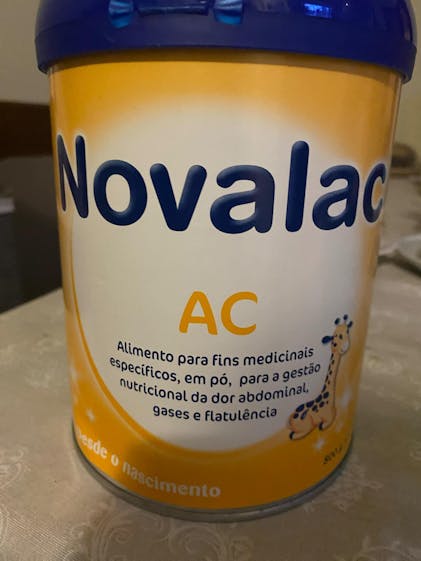 Novalac
AC
Alimento para fins medicinais
específicos, em pó, para a gestão
nutricional da dor abdominal,
gases e flatulência
desde o nascimento
800 g